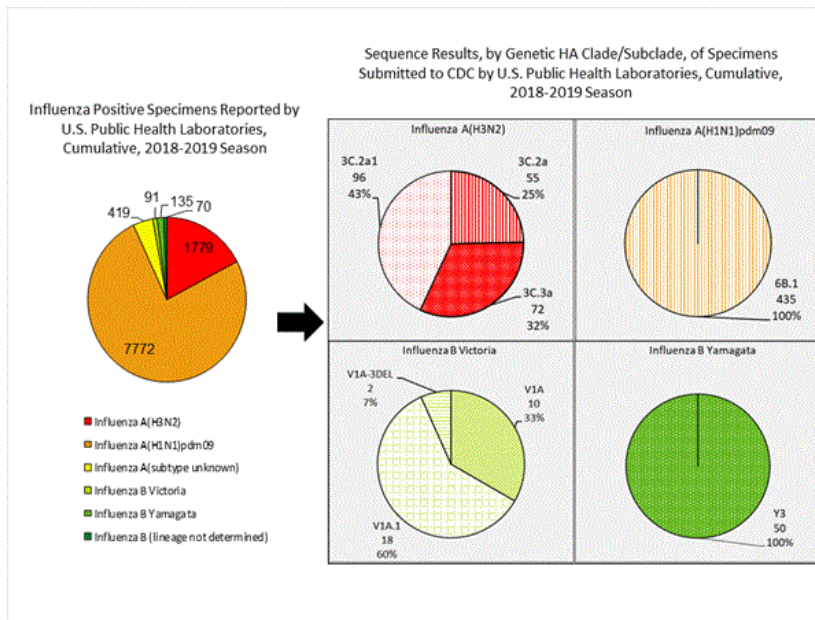 Sequence Results, by Genetic HA Clade/Subclade, of Specimens
Submitted to CDC by U.S. Public Health Laboratories, Cumulative,
2018-2019 Season
Influenza Positive Specimens Reported by
U.S. Public Health Laboratories,
Cumulative, 2018-2019 Season
419
91
135
70
1779
7772
Influenza A(H3N2)
Influenza A(H1N1)pdm09
Influenza A(subtype unknown)
Influenza B Victoria
Influenza B Yamagata
Influenza B (lineage not determined)
Influenza A(H3N2)
3C.2a1
96
43%
3C.2a
55
25%
3C.3a
72
32%
Influenza A(H1N1)pdm09
6B.1
435
100%
Influenza B Victoria
V1A-3DEL
2
7%
V1A
10
33%
V1A.1
18
60%
Influenza B Yamagata
Y3
50
100%